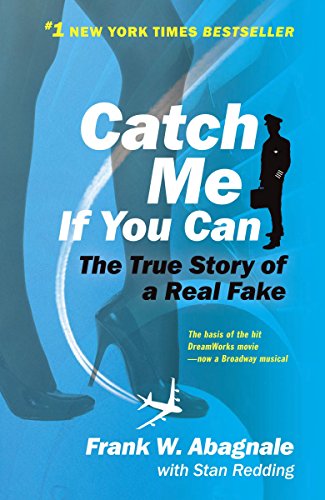 #1 NEW YORK TIMES BESTSELLER
Catch
Me
If You Can
The True Story of
a Real Fake
The basis of the hit
DreamWorks movie
—now a Broadway musical
Frank W. Abagnale
with Stan Redding